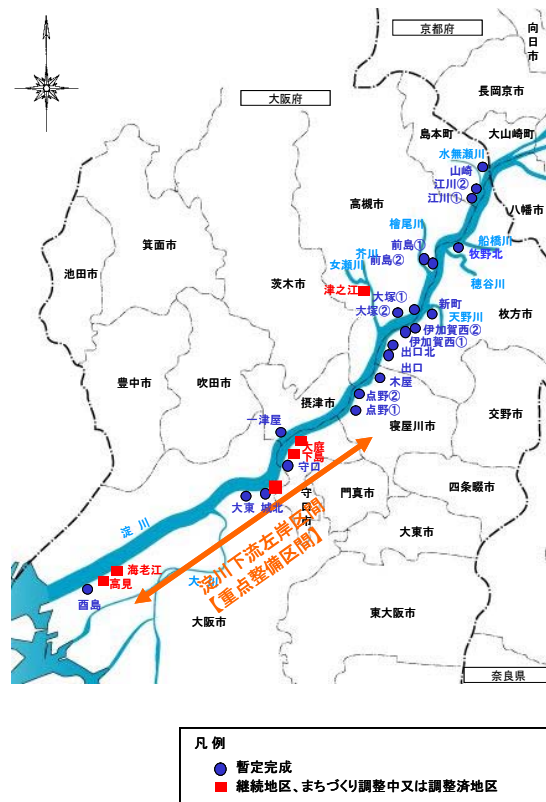 京都府
向日市
長岡京市
大阪府
島本町
大山崎町
水無瀬川
山崎
江川②
江川①
高槻市
八幡市
檜尾川
船橋川
前島①
牧野北
芥川
前島②
女瀬川
穂谷川
箕面市
池田市
茨木市
津之江
大塚①
新町
天野川
枚方市
大塚②
伊加賀西②
伊加賀西①
出口北
出口
豊中市
吹田市
木屋
摂津市
点野②
交野市
点野①
一津屋
寝屋川市
大庭
下島
守口
門真市
四条畷市
守口市
大東
城北
大東市
淀川
淀川下流左岸区間
【重点整備区間】
海老江
高見
大川
酉島
大阪市
東大阪市
奈良県
凡例
暫定完成
継続地区、まちづくり調整中又は調整済地区